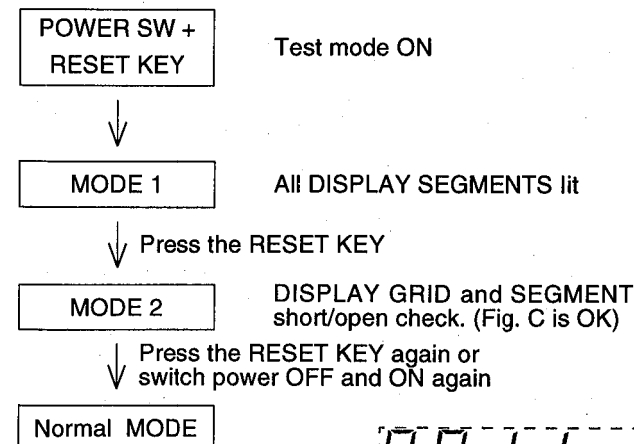 POWER SW +
RESET KEY
Test mode ON
MODE 1
All DISPLAY SEGMENTS lit
Press the RESET KEY
MODE 2
DISPLAY GRID and SEGMENT
short/open check. (Fig. C is OK)
Press the RESET KEY again or
switch power OFF and ON again
Normal MODE